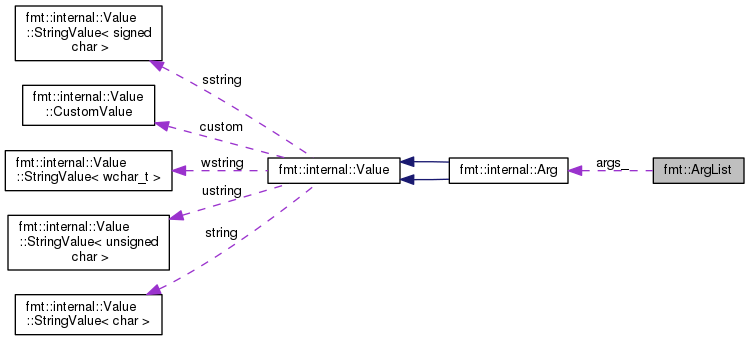 fmt::internal::Value
::StringValue< signed
char >
sstring
fmt::internal::Value
::CustomValue
custom
fmt::internal::Value
::StringValue< wchar_t >
wstring
fmt::internal::Value
fmt::internal::Arg
args_
fmt::ArgList
ustring
fmt::internal::Value
::StringValue< unsigned
char >
string
fmt::internal::Value
::StringValue< char >